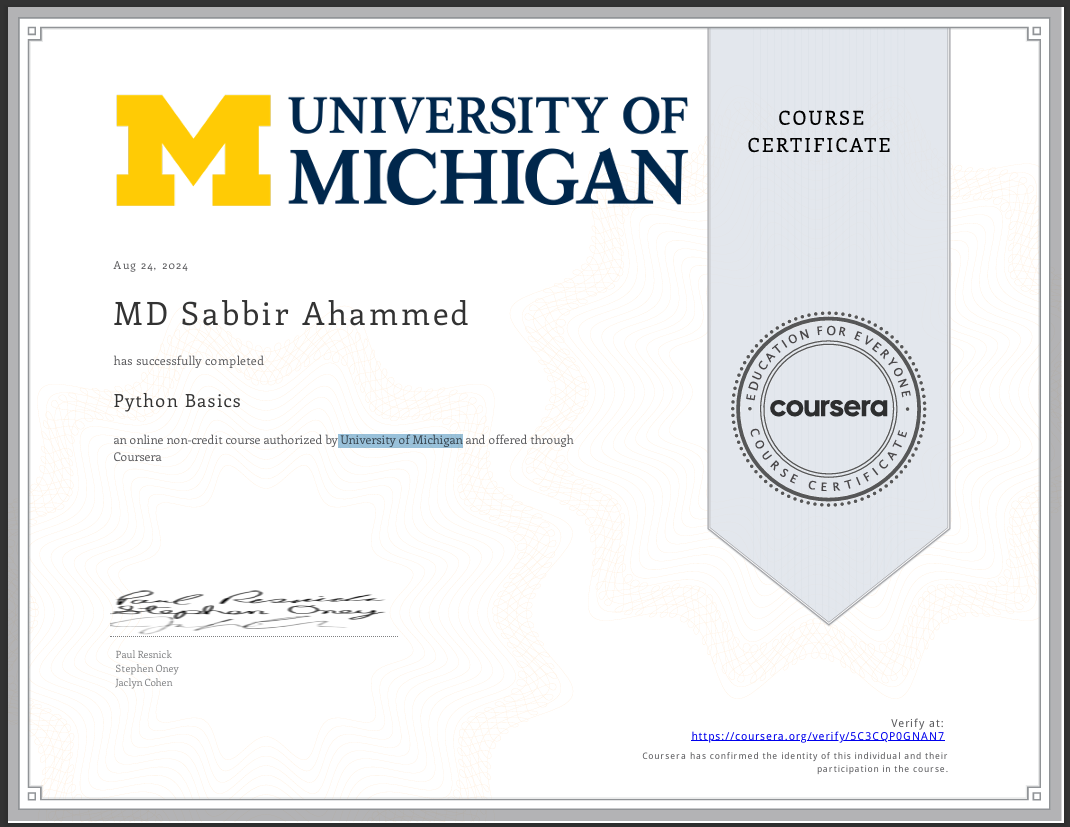 UNIVERSITY OF
MICHIGAN
COURSE
CERTIFICATE
Aug 24, 2024
MD Sabbir Ahammed
has successfully completed
Python Basics
an online non-credit course authorized by University of Michigan and offered through
Coursera
EDUCATION FOR EVERYONE
coursera
COURSE CERTIFICATE
Paul Resnick
Stephen Oney
Paul Resnick
Stephen Oney
Jaclyn Cohen
Verify at:
https://coursera.org/verify/5C3CQP0GNAN7
Coursera has confirmed the identity of this individual and their
participation in the course.